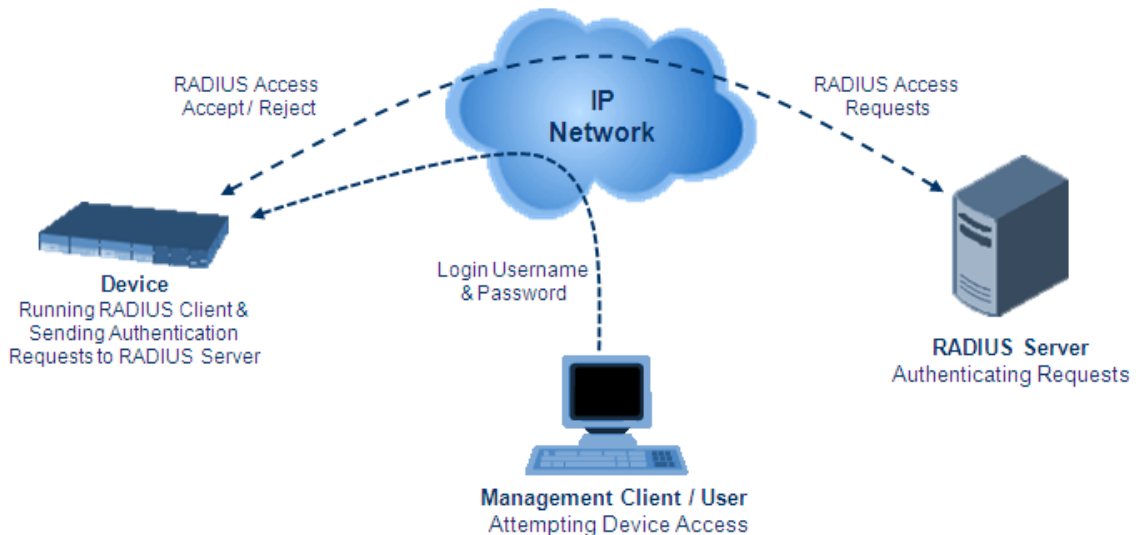 RADIUS Access
Accept / Reject
IP
Network
RADIUS Access
Requests
Login Username
& Password
Device
Running RADIUS Client &
Sending Authentication
Requests to RADIUS Server
RADIUS Server
Authenticating Requests
Management Client / User
Attempting Device Access